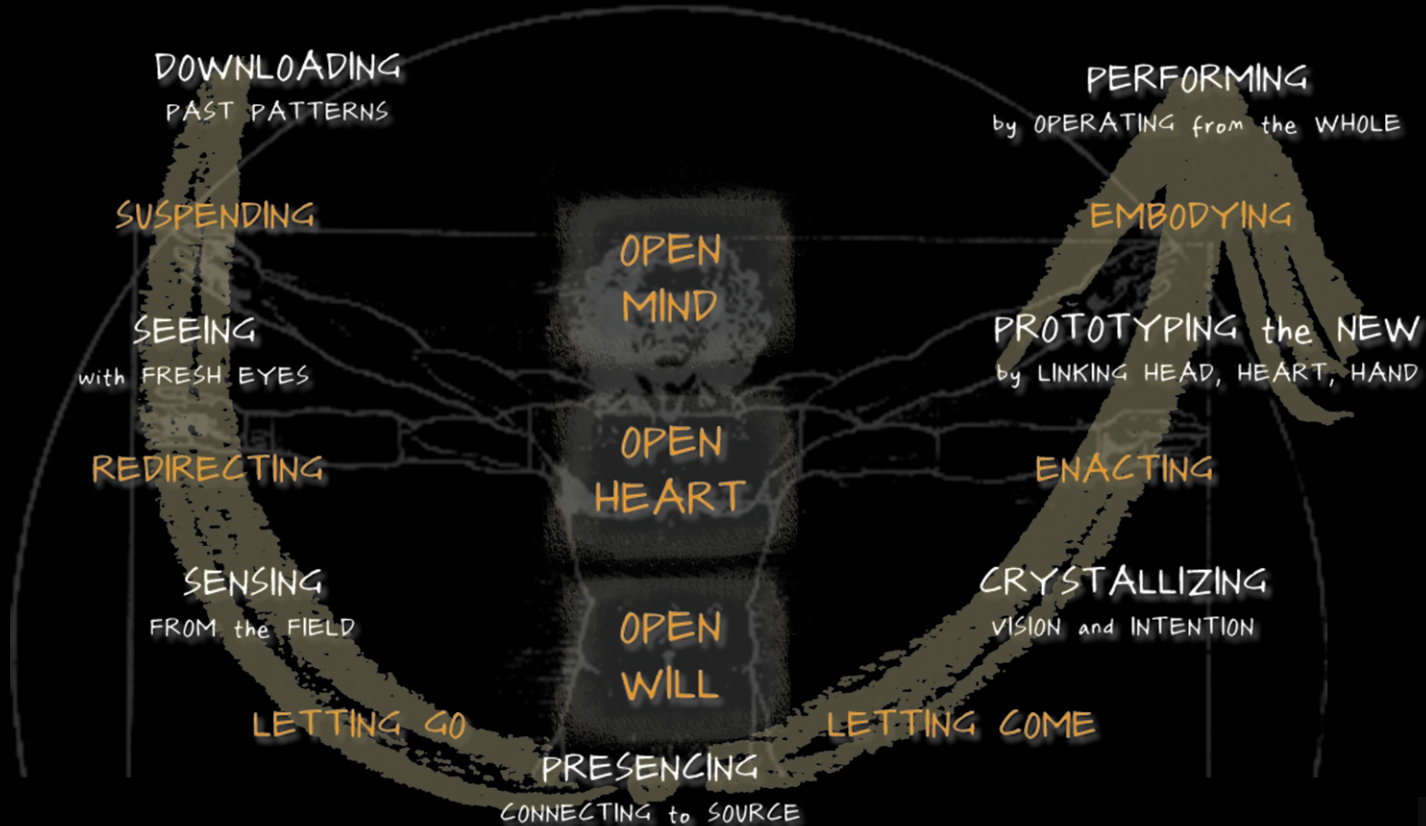 DOWNLOADING
PAST PATTERNS
SUSPENDING
SEEING
with FRESH EYES
REDIRECTING
SENSING
FROM the FIELD
LETTING GO
OPEN
MIND
OPEN
HEART
OPEN
WILL
PRESENCING
CONNECTING to SOURCE
PERFORMING
by OPERATING from the WHOLE
EMBODYING
PROTOTYPING the NEW
by LINKING HEAD, HEART, HAND
ENACTING
CRYSTALLIZING
VISION and INTENTION
LETTING COME